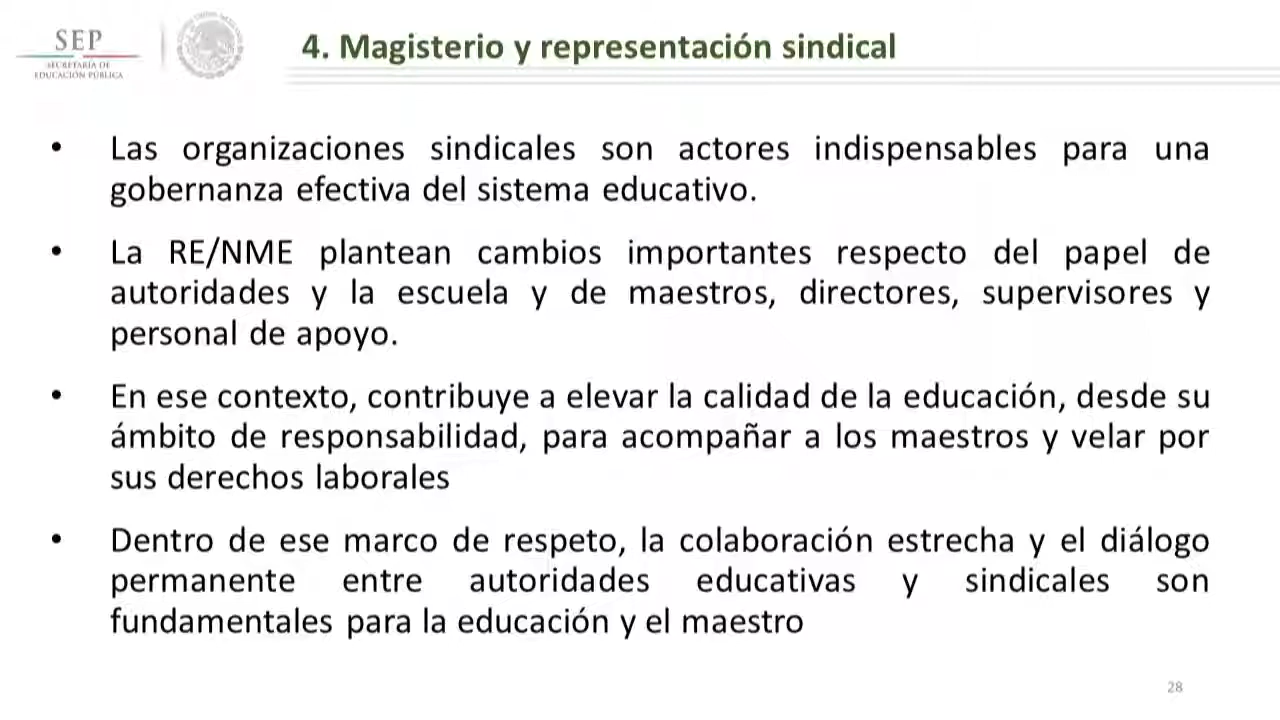 SEP
SECRETARÍA DE
EDUCACIÓN PÚBLICA
4. Magisterio y representación sindical
• Las organizaciones sindicales son actores indispensables para una
gobernanza efectiva del sistema educativo.
• La RE/NME plantean cambios importantes respecto del papel de
autoridades y la escuela y de maestros, directores, supervisores y
personal de apoyo.
• En ese contexto, contribuye a elevar la calidad de la educación, desde su
ámbito de responsabilidad, para acompañar a los maestros y velar por
sus derechos laborales
• Dentro de ese marco de respeto, la colaboración estrecha y el diálogo
permanente entre autoridades educativas y sindicales son
fundamentales para la educación y el maestro
28